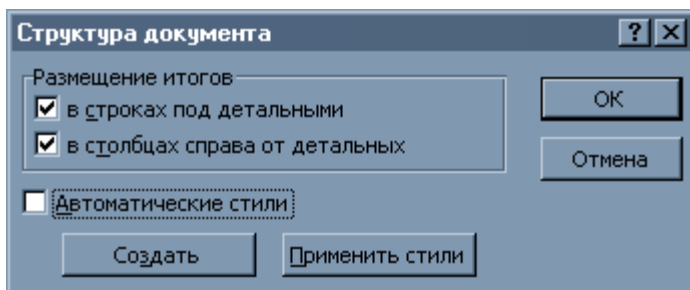 Структура документа
Размещение итогов
в строках под детальными
ОК
в столбцах справа от детальных
Отмена
Автоматические стили
Создать
Применить стили